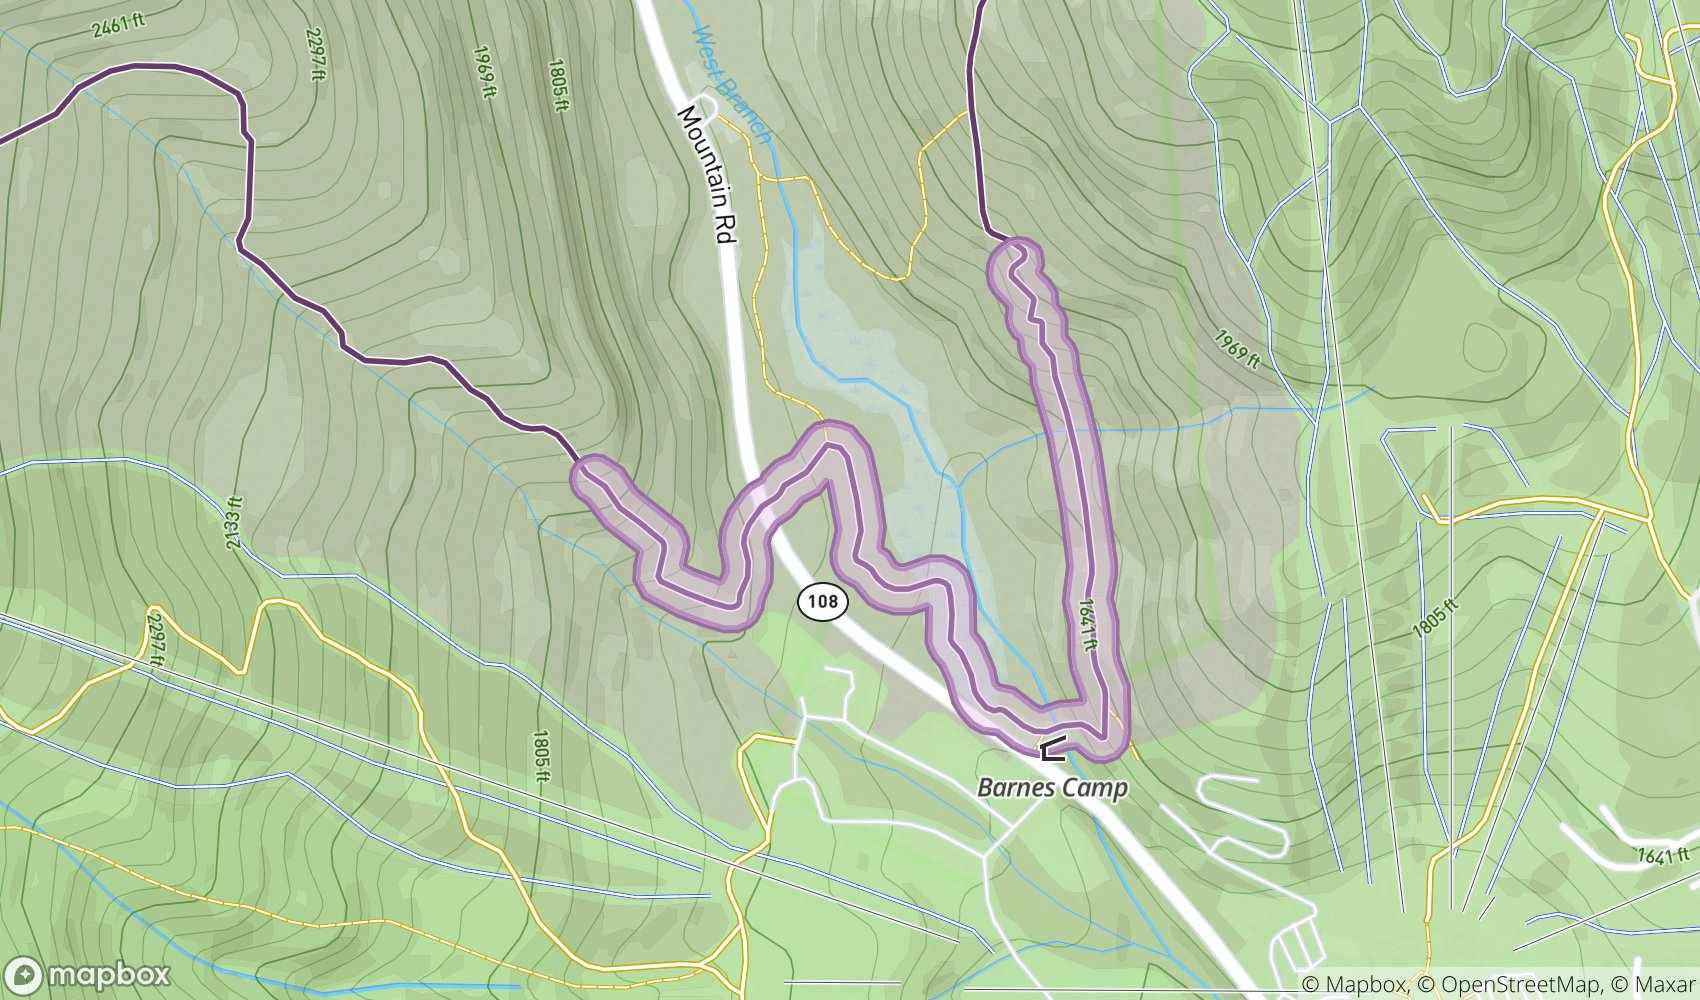 2461 ft
2297 ft
1969 ft
1805 ft
West Branch
Mountain Rd
1969 ft
2133 ft
108
1641 ft
1805 ft
2297 ft
1805 ft
Barnes Camp
1641 ft
mapbox
© Mapbox, © OpenStreetMap, © Maxar